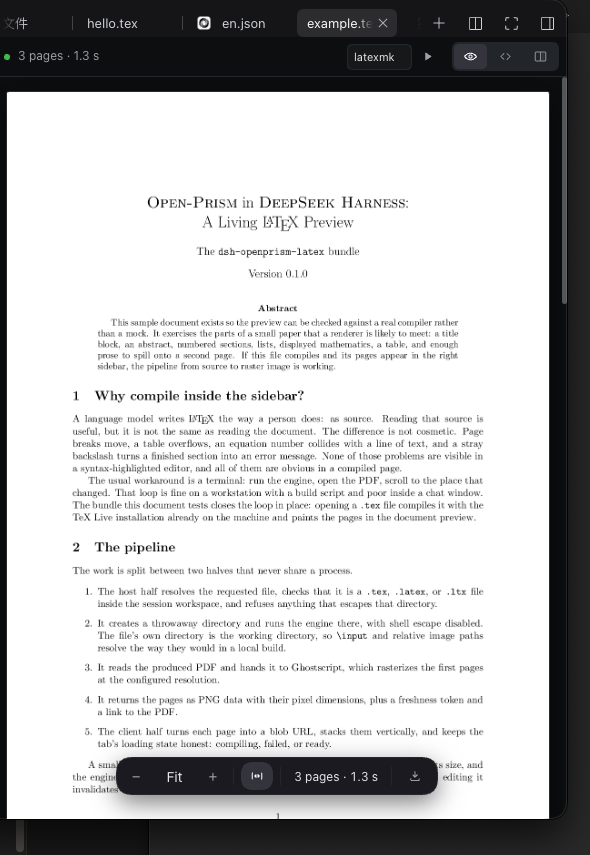 文件
hello.tex
en.json
example.te
3 pages · 1.3 s
latexmk
OPEN-PRISM in DEEPSEEK HARNESS:
A Living LATEX Preview
The dsh-openprism-latex bundle
Version 0.1.0
Abstract
This sample document exists so the preview can be checked against a real compiler rather
than a mock. It exercises the parts of a small paper that a renderer is likely to meet: a title
block, an abstract, numbered sections, lists, displayed mathematics, a table, and enough
prose to spill onto a second page. If this file compiles and its pages appear in the right
sidebar, the pipeline from source to raster image is working.
1 Why compile inside the sidebar?
A language model writes LATEX the way a person does: as source. Reading that source is
useful, but it is not the same as reading the document. The difference is not cosmetic. Page
breaks move, a table overflows, an equation number collides with a line of text, and a stray
backslash turns a finished section into an error message. None of those problems are visible in
a syntax-highlighted editor, and all of them are obvious in a compiled page.
The usual workaround is a terminal: run the engine, open the PDF, scroll to the place that
changed. That loop is fine on a workstation with a build script and poor inside a chat window.
The bundle this document tests closes the loop in place: opening a .tex file compiles it with the
TeX Live installation already on the machine and paints the pages in the document preview.
2 The pipeline
The work is split between two halves that never share a process.
1. The host half resolves the requested file, checks that it is a .tex, .latex, or .ltx file
inside the session workspace, and refuses anything that escapes that directory.
2. It creates a throwaway directory and runs the engine there, with shell escape disabled.
The file's own directory is the working directory, so \input and relative image paths
resolve the way they would in a local build.
3. It reads the produced PDF and hands it to Ghostscript, which rasterizes the first pages
at the configured resolution.
4. It returns the pages as PNG data with their pixel dimensions, plus a freshness token and
a link to the PDF.
5. The client half turns each page into a blob URL, stacks them vertically, and keeps the
tab's loading state honest: compiling, failed, or ready.
A smal
s size, and
the engine
editing it
invalidates
Fit
3 pages · 1.3 s
1